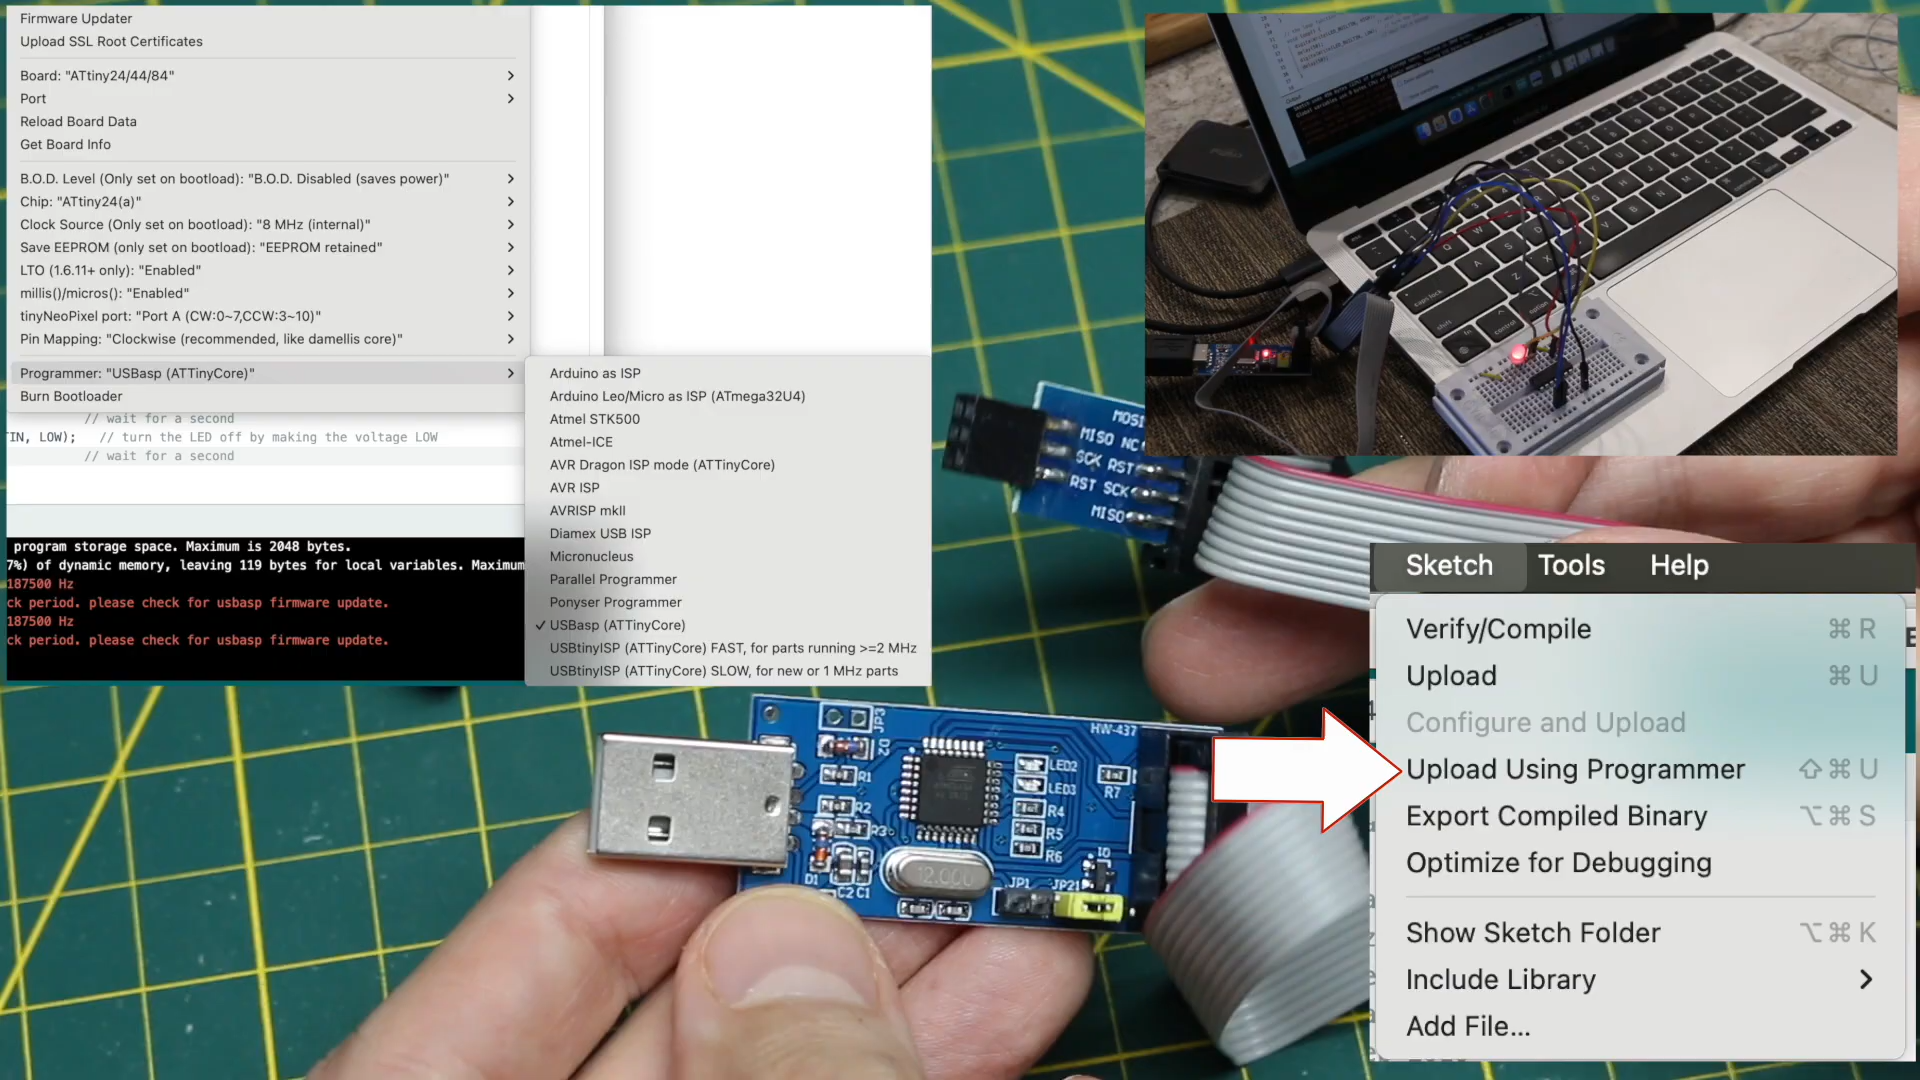 Firmware Updater
Upload SSL Root Certificates
Board: "ATtiny24/44/84"
Port
Reload Board Data
Get Board Info
B.O.D. Level (Only set on bootload): "B.O.D. Disabled (saves power)"
Chip: "ATtiny24(a)"
Clock Source (Only set on bootload): "8 MHz (internal)"
Save EEPROM (only set on bootload): "EEPROM retained"
LTO (1.6.11+ only): "Enabled"
millis()/micros(): "Enabled"
tinyNeoPixel port: "Port A (CW:0~7,CCW:3~10)"
Pin Mapping: "Clockwise (recommended, like damellis core)"
Programmer: "USBasp (ATTinyCore)"
Burn Bootloader
// wait for a second
TIN, LOW);   // turn the LED off by making the voltage LOW
// wait for a second
program storage space. Maximum is 2048 bytes.
7%) of dynamic memory, leaving 119 bytes for local variables. Maximum
187500 Hz
ck period. please check for usbasp firmware update.
187500 Hz
ck period. please check for usbasp firmware update.
Arduino as ISP
Arduino Leo/Micro as ISP (ATmega32U4)
Atmel STK500
Atmel-ICE
AVR Dragon ISP mode (ATTinyCore)
AVR ISP
AVRISP mkII
Diamex USB ISP
Micronucleus
Parallel Programmer
Ponyser Programmer
✓ USBasp (ATTinyCore)
USBtinyISP (ATTinyCore) FAST, for parts running >=2 MHz
USBtinyISP (ATTinyCore) SLOW, for new or 1 MHz parts
MOSI
MISO NC
SCK RST
RST SCK
MISO
Sketch Tools Help
Verify/Compile ⌘ R
Upload ⌘ U
Configure and Upload
Upload Using Programmer ⇧ ⌘ U
Export Compiled Binary ⌥ ⌘ S
Optimize for Debugging
Show Sketch Folder ⌥ ⌘ K
Include Library
Add File...
JP3
HW-437
D2
R1
R2
R3
D1
C2 C1
LED2
LED3
R4
R5
R6
R7
12.00U
JP1
JP21